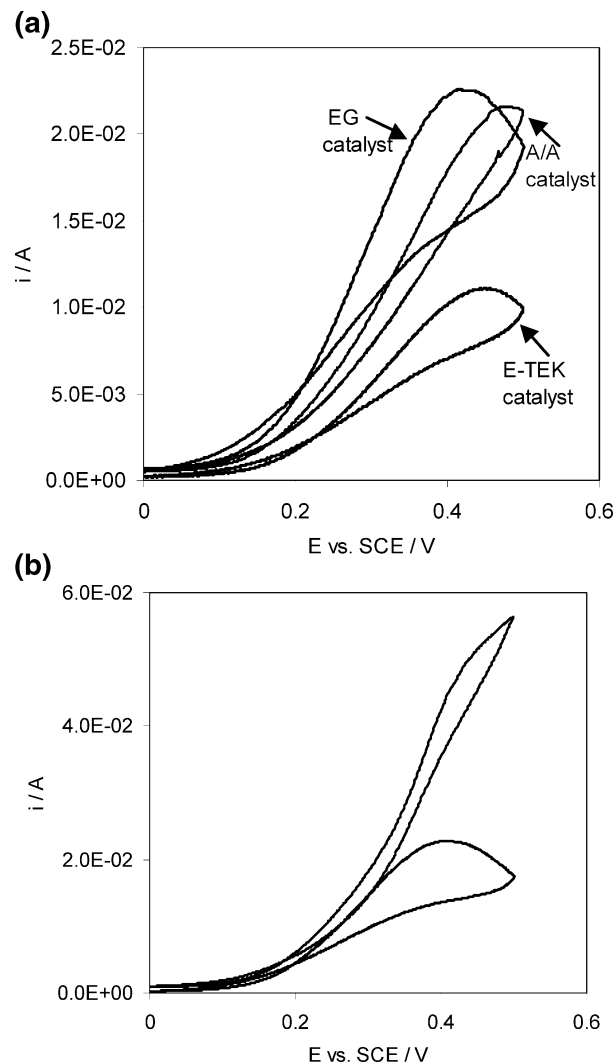 (a)
2.5E-02
2.0E-02
1.5E-02
1.0E-02
5.0E-03
0.0E+00
i / A
EG
catalyst
A/A
catalyst
E-TEK
catalyst
0
0.2
0.4
0.6
E vs. SCE / V
(b)
6.0E-02
4.0E-02
2.0E-02
0.0E+00
i / A
0
0.2
0.4
0.6
E vs. SCE / V